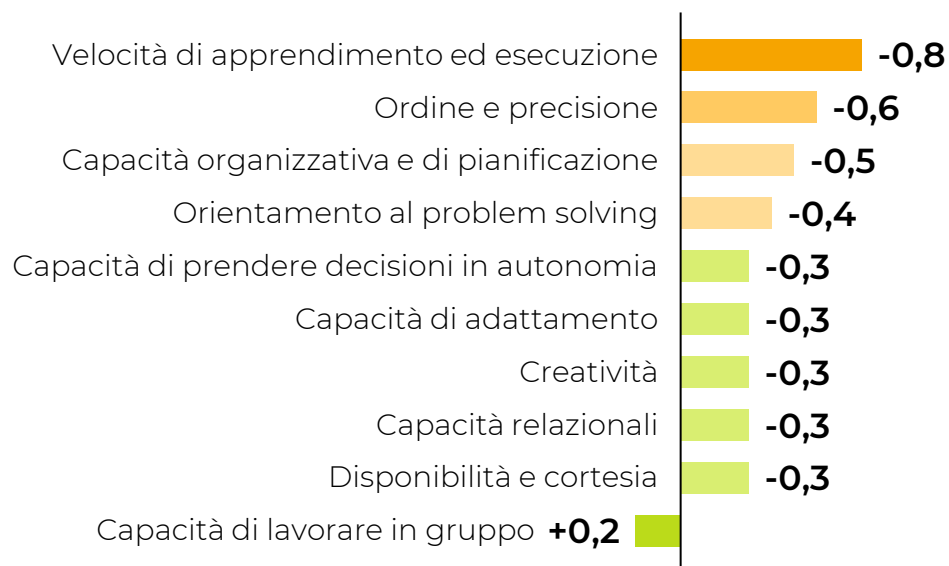 Velocità di apprendimento ed esecuzione -0,8
Ordine e precisione -0,6
Capacità organizzativa e di pianificazione -0,5
Orientamento al problem solving -0,4
Capacità di prendere decisioni in autonomia -0,3
Capacità di adattamento -0,3
Creatività -0,3
Capacità relazionali -0,3
Disponibilità e cortesia -0,3
Capacità di lavorare in gruppo +0,2